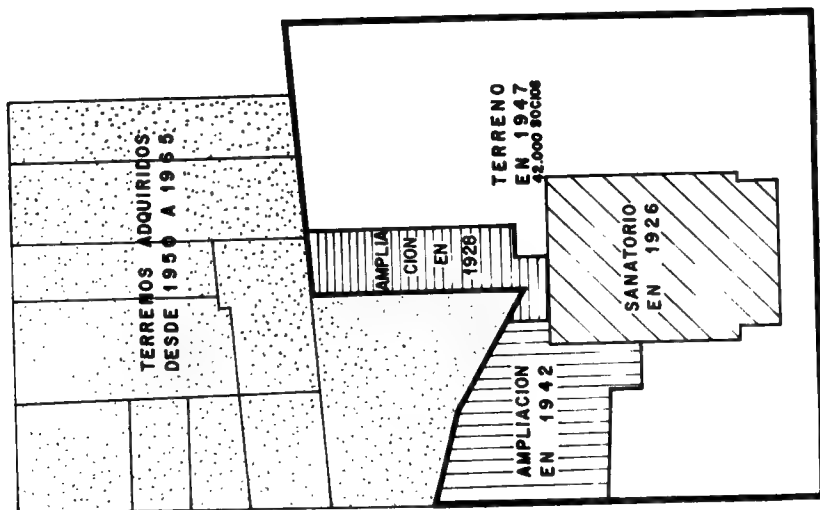 TERRENOS ADQUIRIDOS
DESDE 1950 A 1965
TERRENO
EN 1947
42.000 SOCIOS
AMPLIA
CION
EN
1928
SANATORIO
EN 1926
AMPLIACION
EN 1942